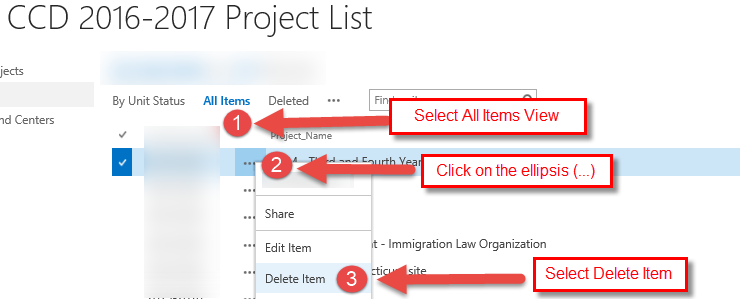 CCD 2016-2017 Project List
jects
nd Centers
By Unit Status All Items Deleted ...
1 Select All Items View
Project_Name
... 2 Third and Fourth Year
Click on the ellipsis (...)
Share
Edit Item
t - Immigration Law Organization
Delete Item 3 cticum site
Select Delete Item